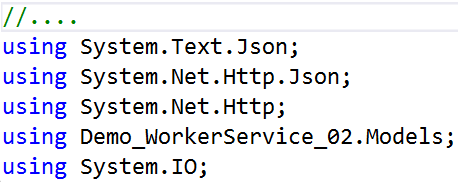 //....
using System.Text.Json;
using System.Net.Http.Json;
using System.Net.Http;
using Demo_WorkerService_02.Models;
using System.IO;